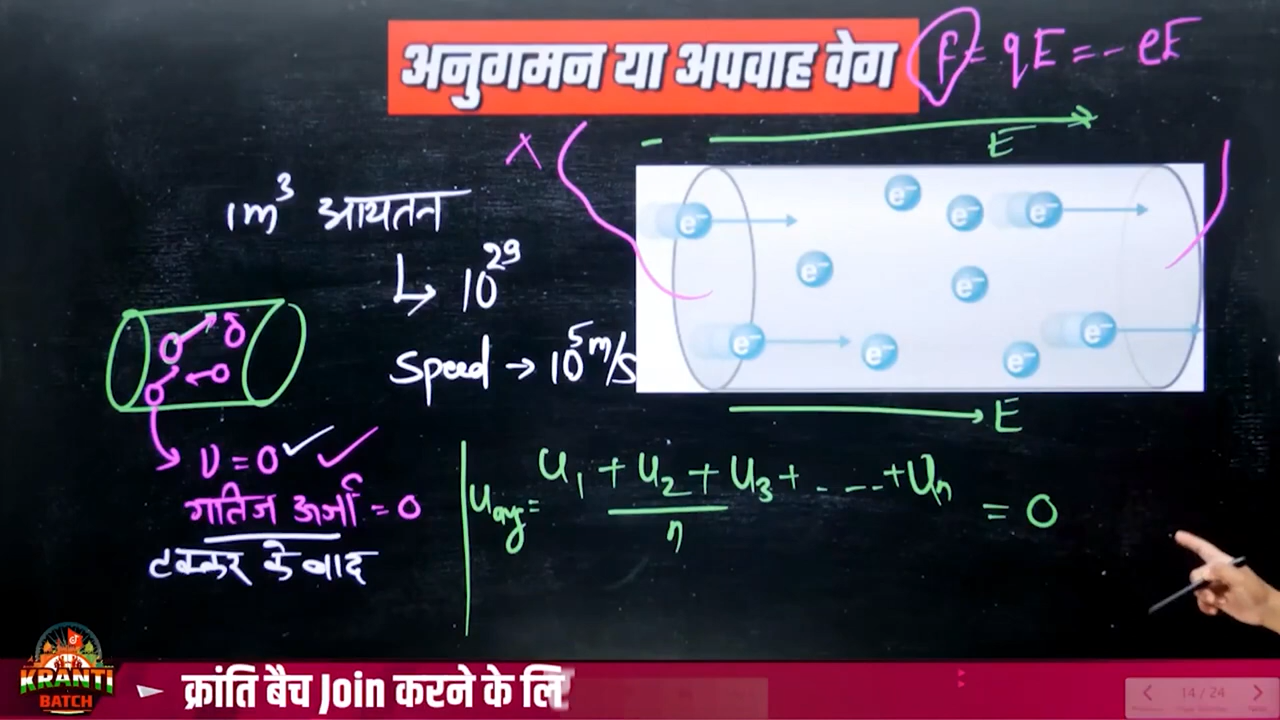 अनुगमन या अपवाह वेग
F = qE = - eE
x
-
E
1m³ आयतन
↳ 10²⁹
Speed → 10⁵ m/s
e⁻ e⁻ e⁻ e⁻
e⁻ e⁻
e⁻ e⁻ e⁻ e⁻
E
υ = 0 ✓ ✓
गतिज ऊर्जा = 0
टक्कर के बाद
uavg = u₁ + u₂ + u₃ + ..... + un / n = 0
KRANTI
BATCH
क्रांति बैच Join करने के लि
14 / 24